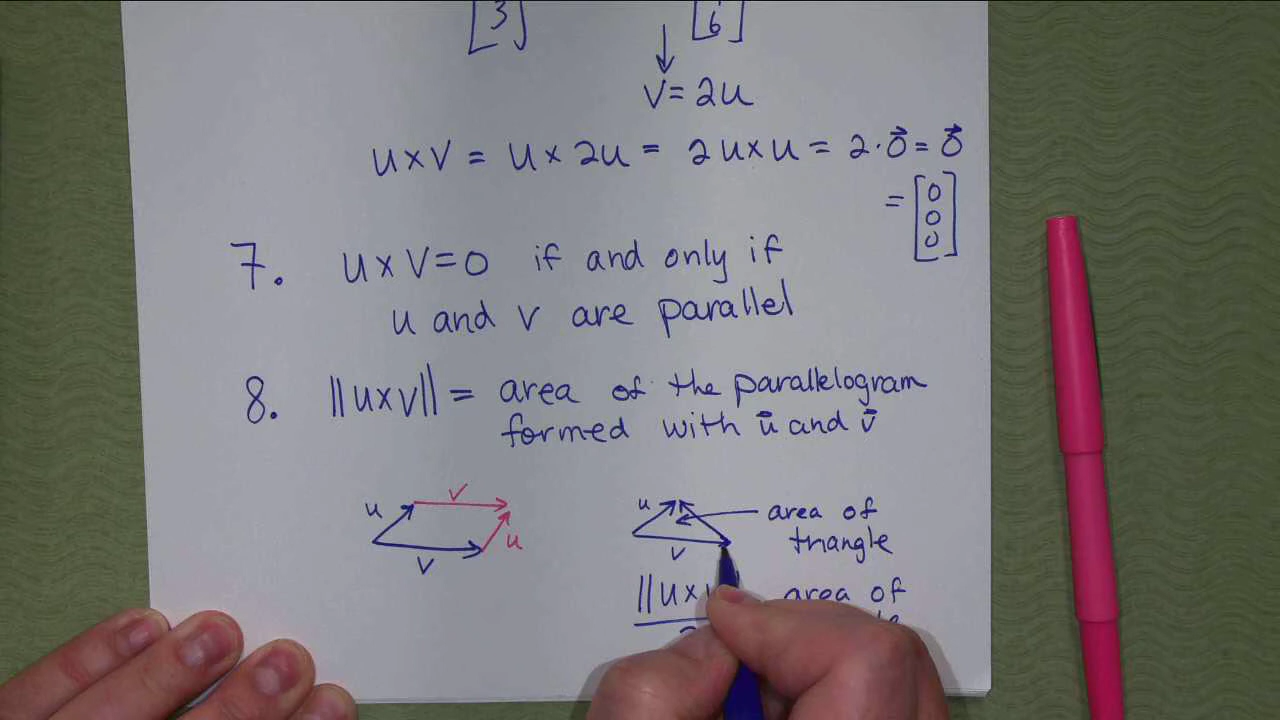 [3] [6]
↓
V = 2u
u×v = u×2u = 2u×u = 2·0⃗ = 0⃗
= [0 0 0]
7. u×v=0 if and only if
u and v are parallel
8. ||u×v|| = area of the parallelogram
formed with u⃗ and v⃗
v
u
u
v
u
v
area of
triangle
||u×
area of